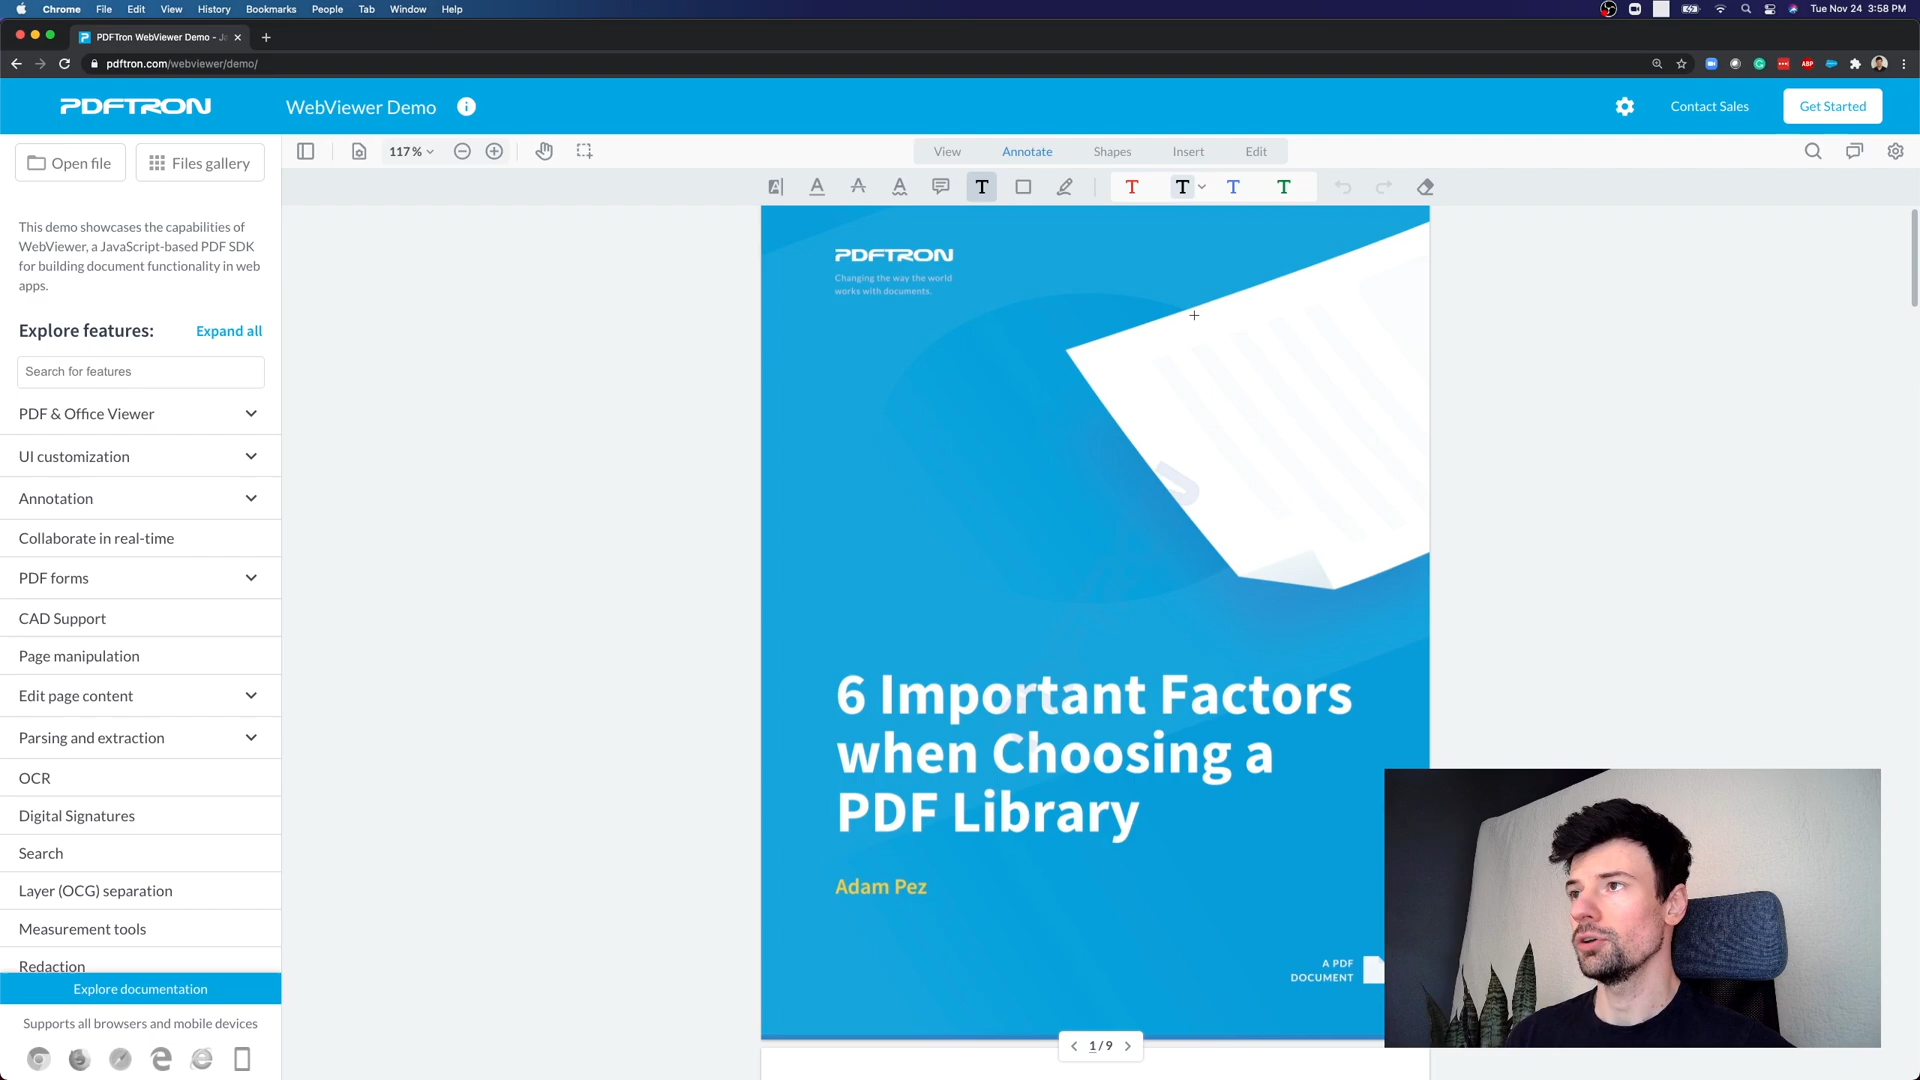 Chrome File Edit View History Bookmarks People Tab Window Help
Tue Nov 24 3:58 PM
PDFTron WebViewer Demo - Ja
pdftron.com/webviewer/demo/
ABP
PDFTRON
WebViewer Demo
Contact Sales
Get Started
Open file
Files gallery
117%
View
Annotate
Shapes
Insert
Edit
This demo showcases the capabilities of
WebViewer, a JavaScript-based PDF SDK
for building document functionality in web
apps.
Explore features:
Expand all
Search for features
PDF & Office Viewer
UI customization
Annotation
Collaborate in real-time
PDF forms
CAD Support
Page manipulation
Edit page content
Parsing and extraction
OCR
Digital Signatures
Search
Layer (OCG) separation
Measurement tools
Redaction
Explore documentation
Supports all browsers and mobile devices
PDFTRON
Changing the way the world
works with documents.
6 Important Factors
when Choosing a
PDF Library
Adam Pez
A PDF
DOCUMENT
1/9